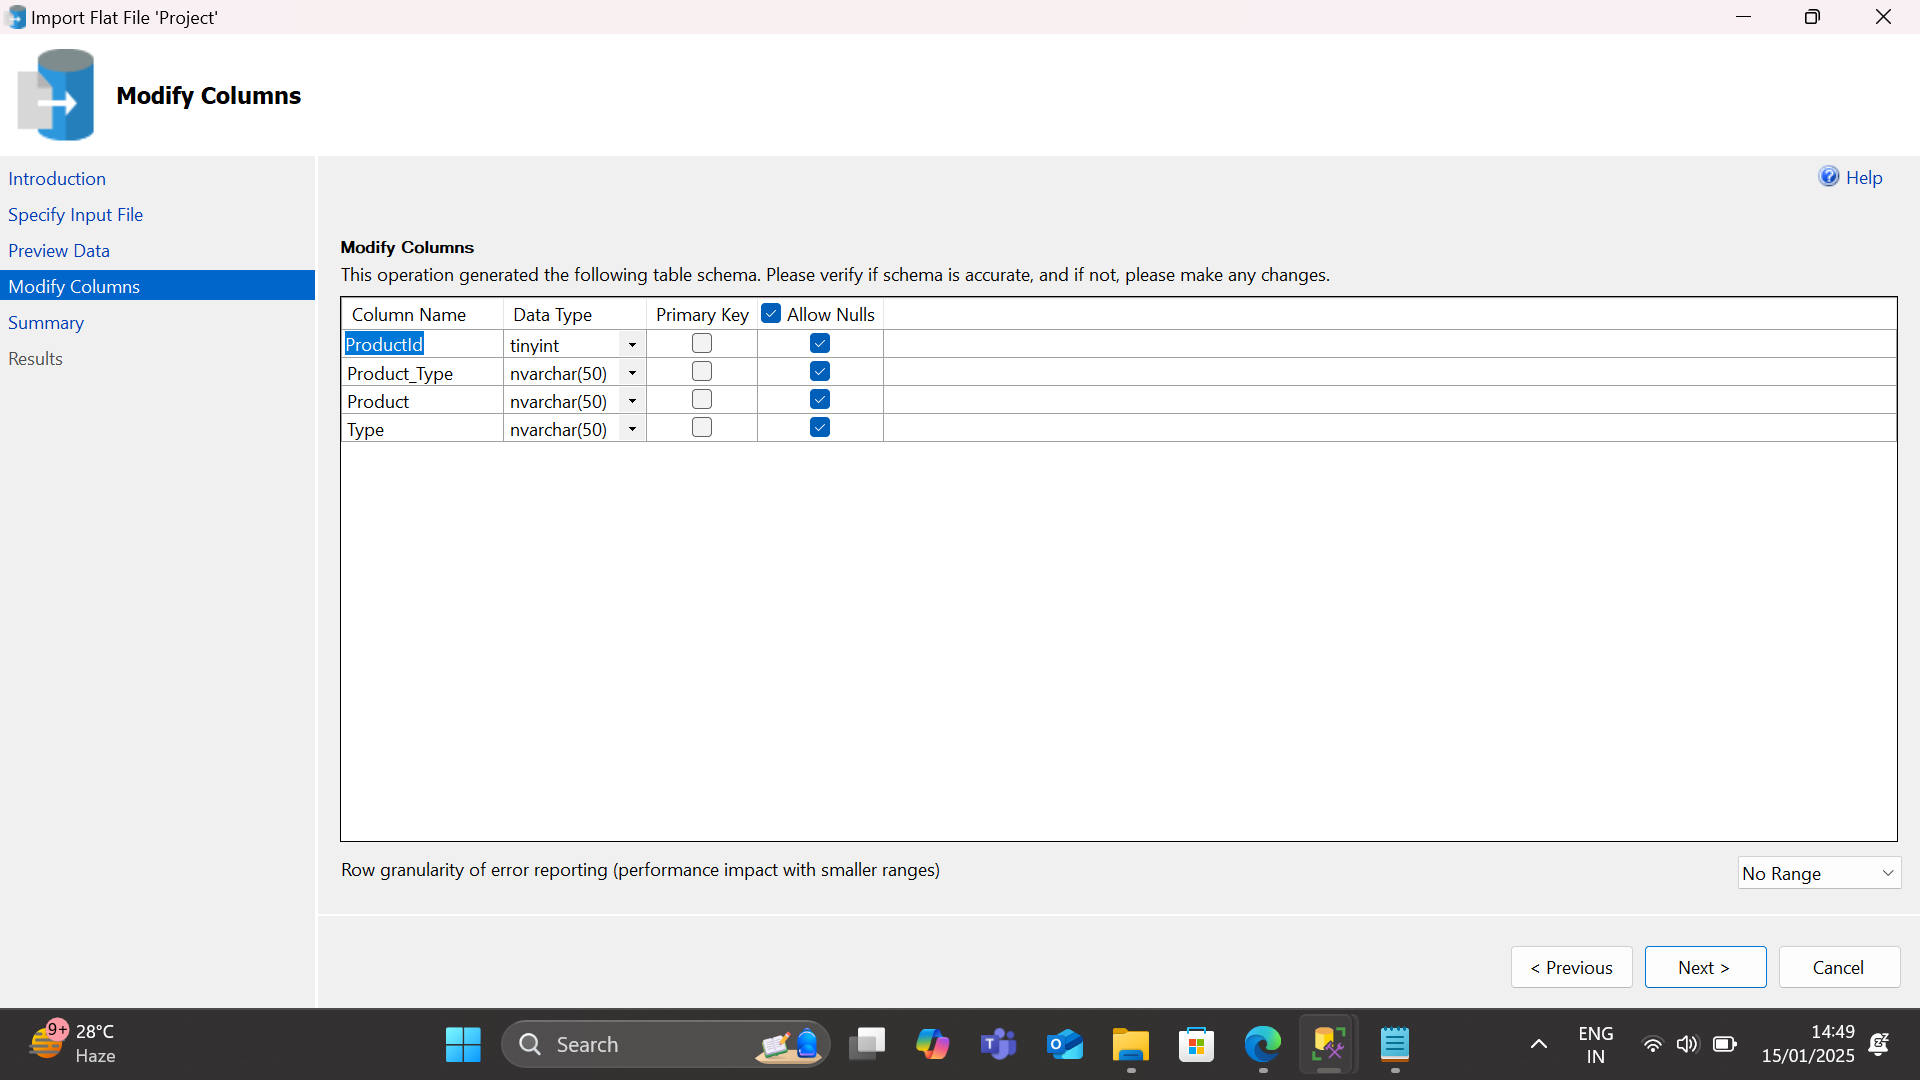 Import Flat File 'Project'
Modify Columns
Introduction
Specify Input File
Preview Data
Modify Columns
Summary
Results
Help
Modify Columns
This operation generated the following table schema. Please verify if schema is accurate, and if not, please make any changes.
Column Name Data Type Primary Key Allow Nulls
ProductId tinyint
Product_Type nvarchar(50)
Product nvarchar(50)
Type nvarchar(50)
Row granularity of error reporting (performance impact with smaller ranges) No Range
< Previous Next > Cancel
9+ 28°C
Haze
Search
ENG
IN
14:49
15/01/2025